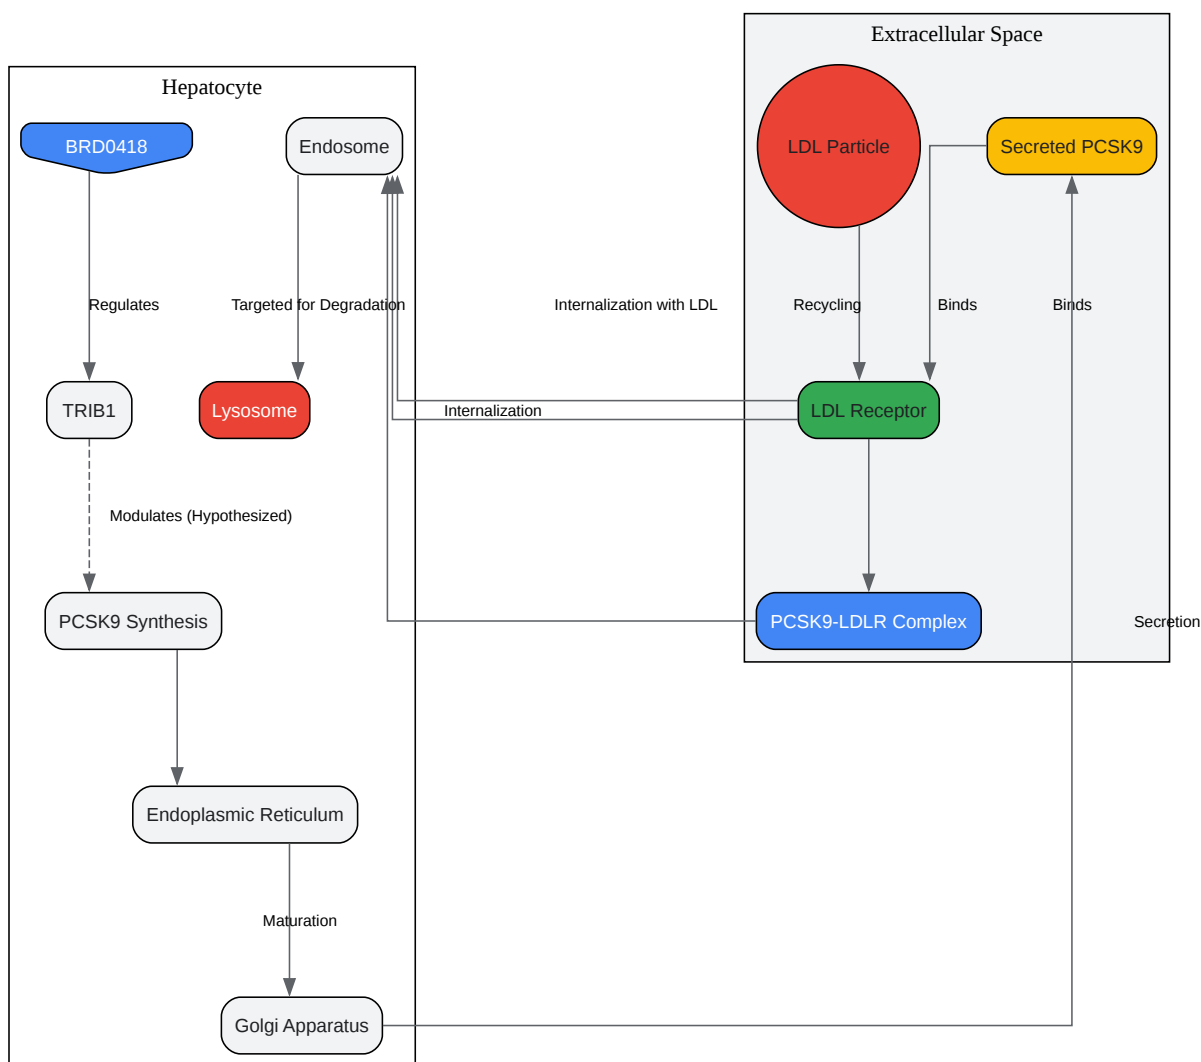 Extracellular Space
Hepatocyte
BRD0418
Endosome
LDL Particle
Secreted PCSK9
Regulates
Targeted for Degradation
Internalization with LDL
Recycling
Binds
Binds
TRIB1
Lysosome
Internalization
LDL Receptor
Modulates (Hypothesized)
PCSK9 Synthesis
PCSK9-LDLR Complex
Secretion
Endoplasmic Reticulum
Maturation
Golgi Apparatus